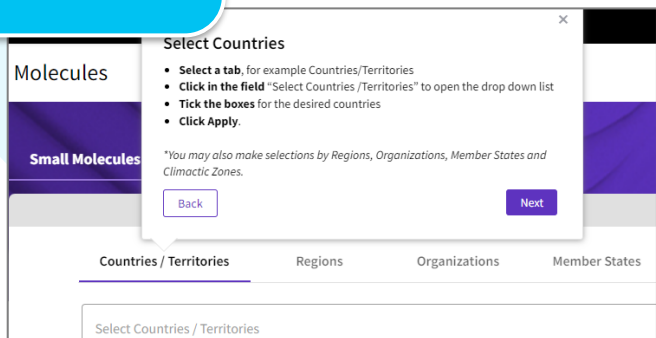 Select Countries
Molecules
• Select a tab, for example Countries/Territories
• Click in the field “Select Countries /Territories” to open the drop down list
• Tick the boxes for the desired countries
• Click Apply.
Small Molecules
*You may also make selections by Regions, Organizations, Member States and
Climactic Zones.
Back
Next
Countries / Territories
Regions
Organizations
Member States
Select Countries / Territories